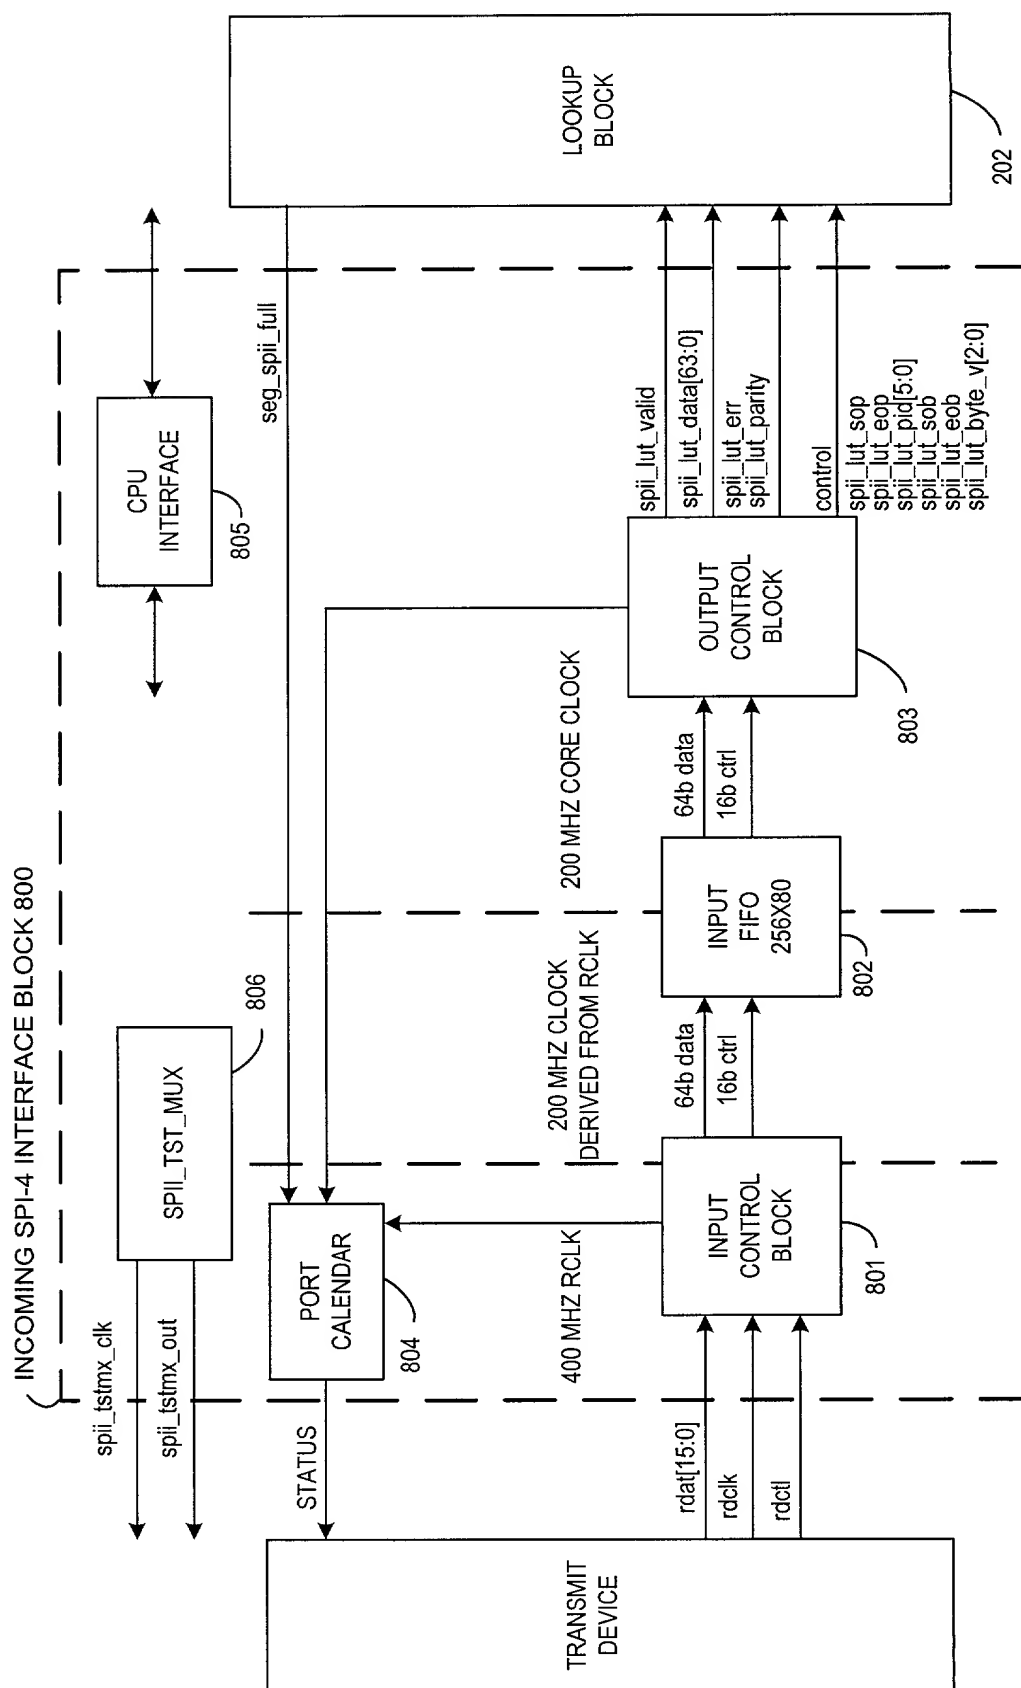 INCOMING SPI-4 INTERFACE BLOCK 800
spii_tstmx_clk
spii_tstmx_out
SPII_TST_MUX
806
CPU
INTERFACE
805
STATUS
PORT
CALENDAR
804
seg_spii_full
400 MHZ RCLK
200 MHZ CLOCK
DERIVED FROM RCLK
200 MHZ CORE CLOCK
TRANSMIT
DEVICE
rdat[15:0]
rdclk
rdctl
INPUT
CONTROL
BLOCK
801
64b data
16b ctrl
INPUT
FIFO
256X80
802
64b data
16b ctrl
OUTPUT
CONTROL
BLOCK
803
spii_lut_valid
spii_lut_data[63:0]
spii_lut_err
spii_lut_parity
control
spii_lut_sop
spii_lut_eop
spii_lut_pid[5:0]
spii_lut_sob
spii_lut_eob
spii_lut_byte_v[2:0]
LOOKUP
BLOCK
202